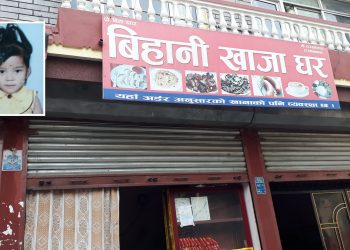 बिहानी खाजा घर
यहाँ अर्डर अनुसारको खानाको पनि व्यवस्था छ ।